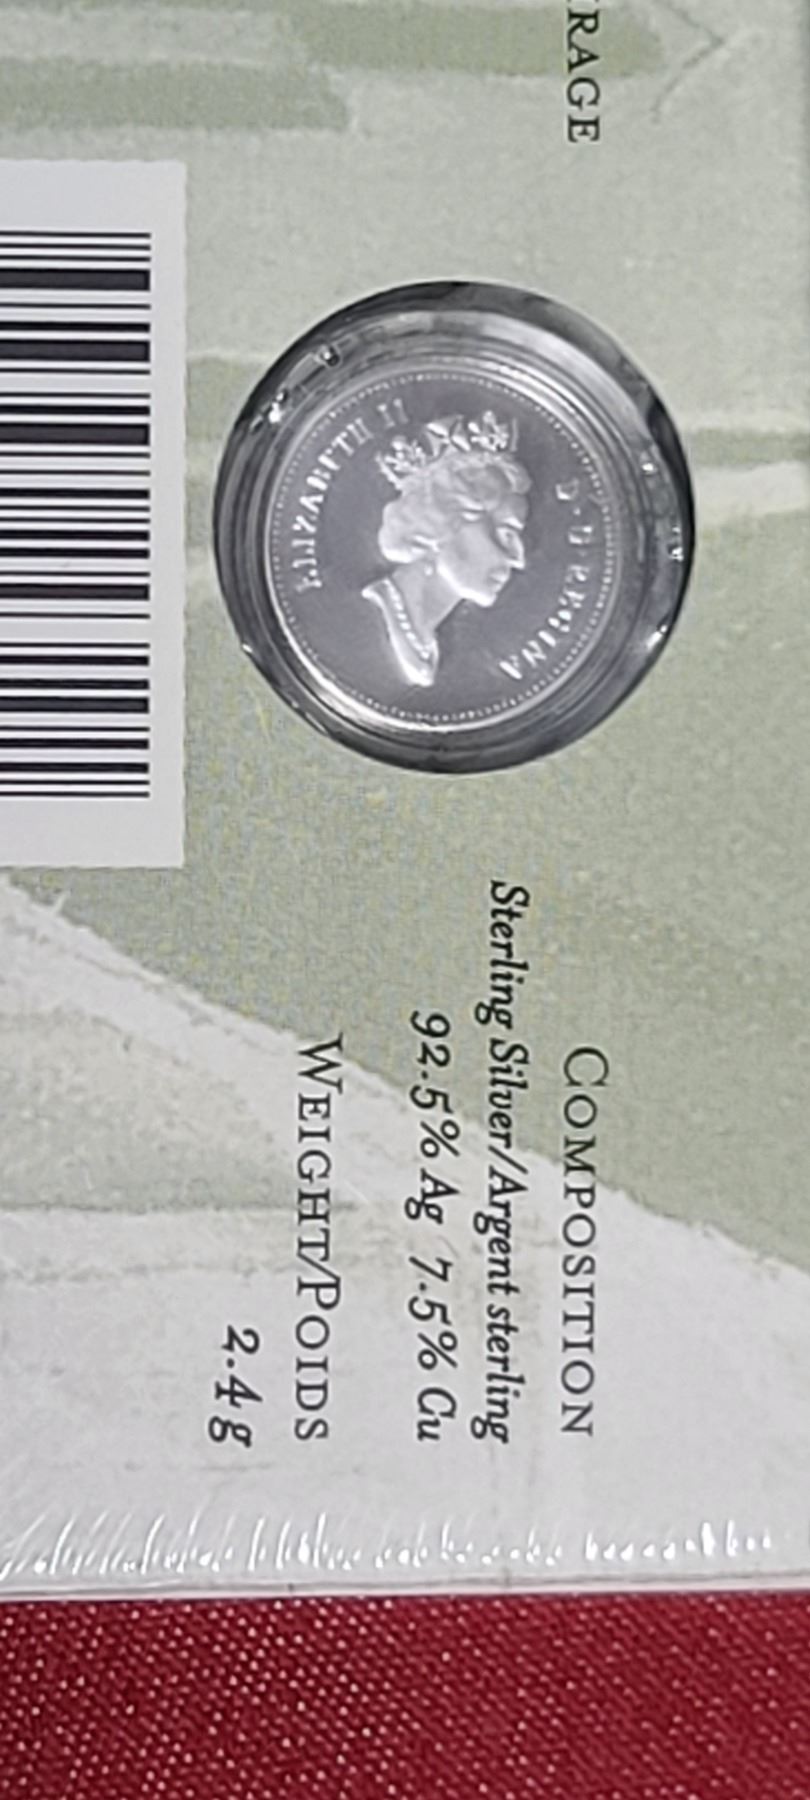 RAGE
ELIZABETH II
D·G·REGINA
COMPOSITION
Sterling Silver/Argent sterling
92.5% Ag 7.5% Cu
WEIGHT/POIDS
2.4 g